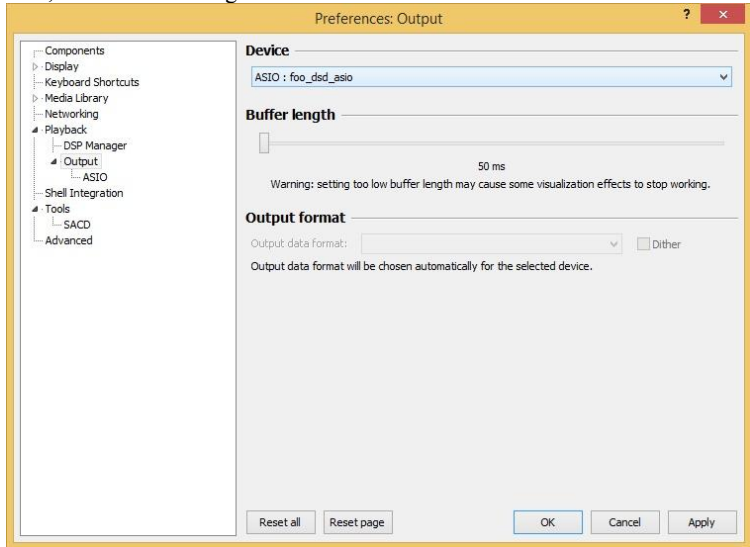 Preferences: Output
?
Components
Display
Keyboard Shortcuts
Media Library
Networking
Playback
DSP Manager
Output
ASIO
Shell Integration
Tools
SACD
Advanced
Device
ASIO : foo_dsd_asio
Buffer length
50 ms
Warning: setting too low buffer length may cause some visualization effects to stop working.
Output format
Output data format:
Dither
Output data format will be chosen automatically for the selected device.
Reset all
Reset page
OK
Cancel
Apply